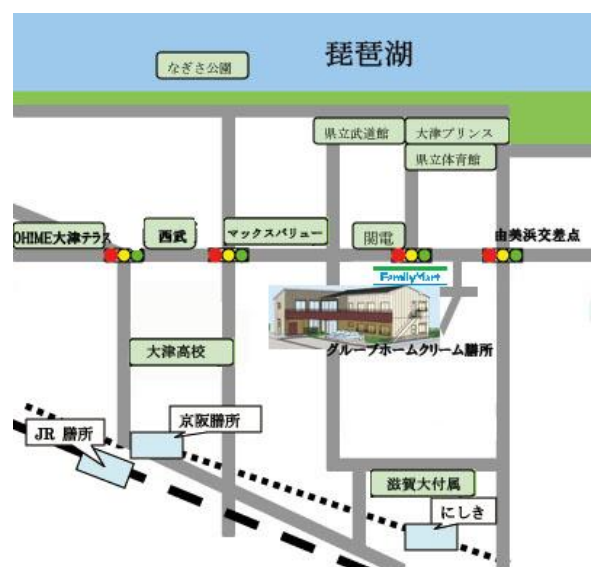 琵琶湖
なぎさ公園
県立武道館
大津プリンス
県立体育館
OHIME大津テラス
西武
マックスバリュー
関電
由美浜交差点
FamilyMart
グループホームクリーム膳所
大津高校
京阪膳所
JR 膳所
滋賀大付属
にしき